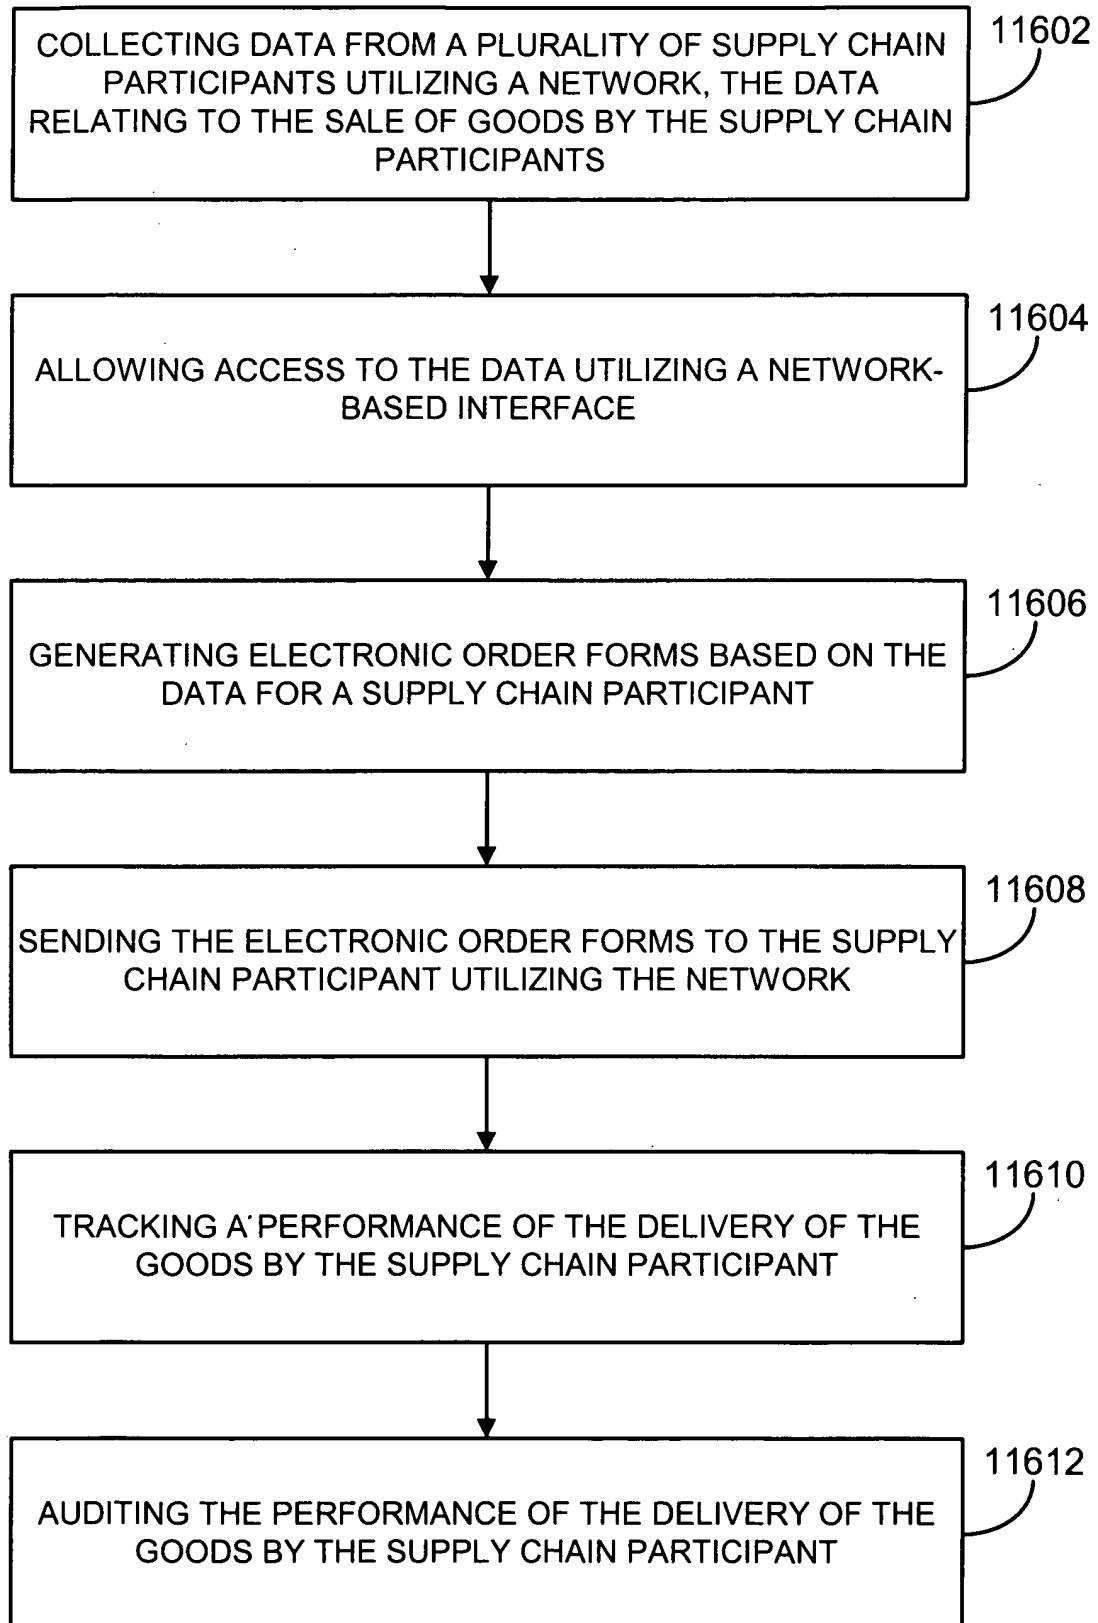 11602
COLLECTING DATA FROM A PLURALITY OF SUPPLY CHAIN
PARTICIPANTS UTILIZING A NETWORK, THE DATA
RELATING TO THE SALE OF GOODS BY THE SUPPLY CHAIN
PARTICIPANTS
11604
ALLOWING ACCESS TO THE DATA UTILIZING A NETWORK-
BASED INTERFACE
11606
GENERATING ELECTRONIC ORDER FORMS BASED ON THE
DATA FOR A SUPPLY CHAIN PARTICIPANT
11608
SENDING THE ELECTRONIC ORDER FORMS TO THE SUPPLY
CHAIN PARTICIPANT UTILIZING THE NETWORK
11610
TRACKING A PERFORMANCE OF THE DELIVERY OF THE
GOODS BY THE SUPPLY CHAIN PARTICIPANT
11612
AUDITING THE PERFORMANCE OF THE DELIVERY OF THE
GOODS BY THE SUPPLY CHAIN PARTICIPANT